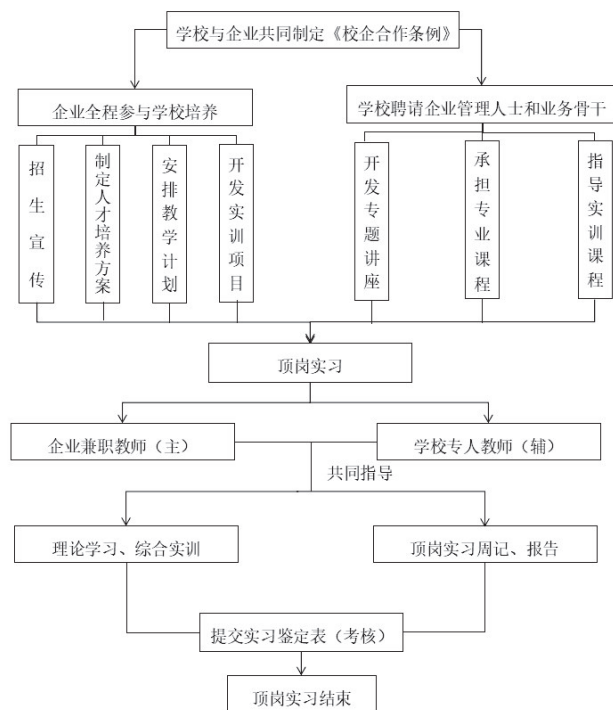 学校与企业共同制定《校企合作条例》
企业全程参与学校培养
学校聘请企业管理人士和业务骨干
招生宣传
制定人才培养方案
安排教学计划
开发实训项目
开发专题讲座
承担专业课程
指导实训课程
顶岗实习
企业兼职教师（主）
学校专人教师（辅）
共同指导
理论学习、综合实训
顶岗实习周记、报告
提交实习鉴定表（考核）
顶岗实习结束